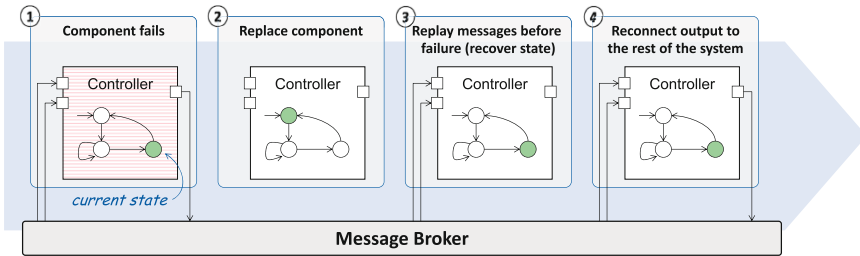 1
Component fails
Controller
current state
2
Replace component
Controller
3
Replay messages before
failure (recover state)
Controller
4
Reconnect output to
the rest of the system
Controller
Message Broker